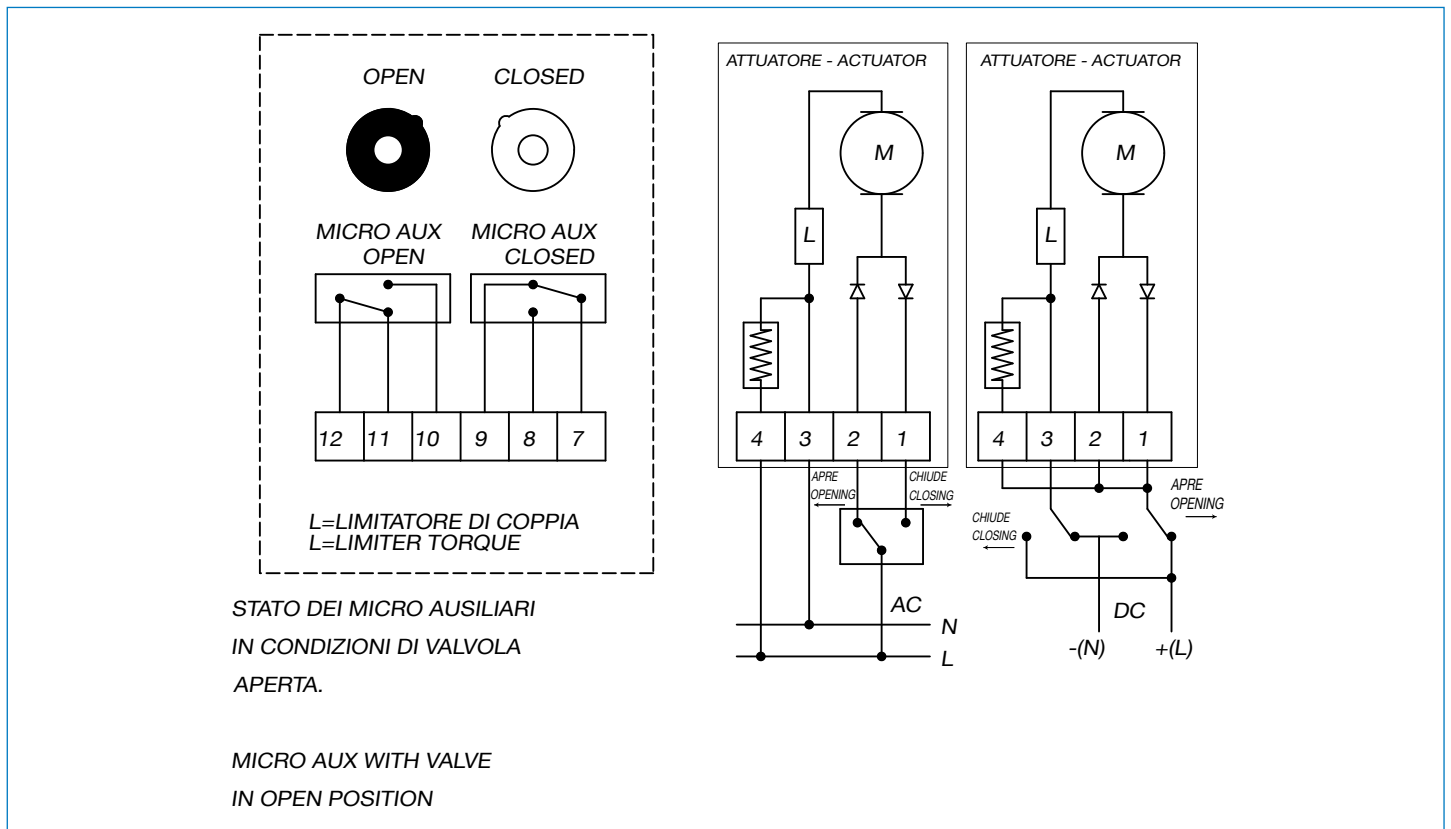 OPEN CLOSED
MICRO AUX OPEN
MICRO AUX CLOSED
12 11 10 9 8 7
L=LIMITATORE DI COPPIA
L=LIMITER TORQUE
STATO DEI MICRO AUSILIARI
IN CONDIZIONI DI VALVOLA
APERTA.
MICRO AUX WITH VALVE
IN OPEN POSITION
ATTUATORE - ACTUATOR
M
L
4 3 2 1
APRE
OPENING
CHIUDE
CLOSING
AC
N
L
ATTUATORE - ACTUATOR
M
L
4 3 2 1
CHIUDE
CLOSING
APRE
OPENING
DC
-(N) +(L)